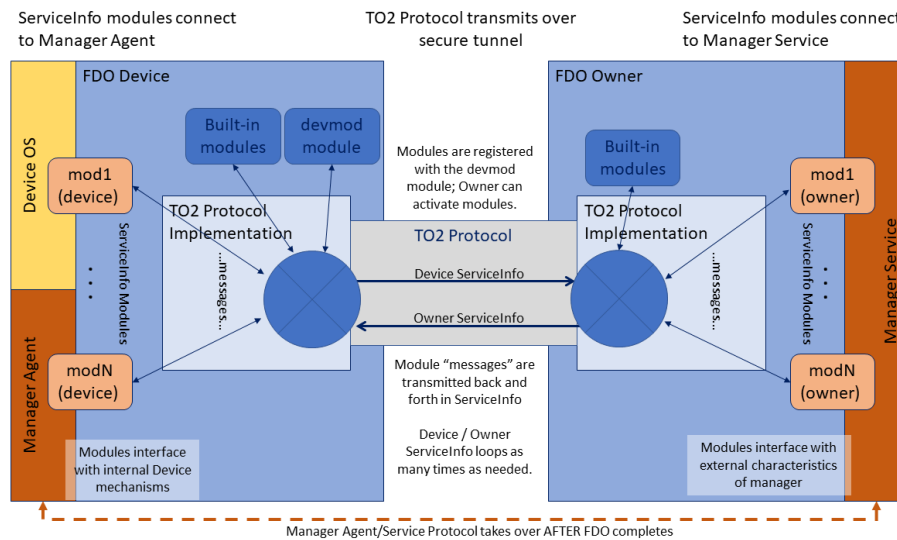 ServiceInfo modules connect
to Manager Agent
TO2 Protocol transmits over
secure tunnel
ServiceInfo modules connect
to Manager Service
FDO Device
FDO Owner
Device OS
Manager Agent
Built-in
modules
devmod
module
mod1
(device)
ServiceInfo Modules
. . .
modN
(device)
TO2 Protocol
Implementation
...messages...
Modules interface
with internal Device
mechanisms
Modules are registered
with the devmod
module; Owner can
activate modules.
TO2 Protocol
Device ServiceInfo
Owner ServiceInfo
Module “messages” are
transmitted back and
forth in ServiceInfo
Device / Owner
ServiceInfo loops as
many times as needed.
Built-in
modules
TO2 Protocol
Implementation
...messages...
mod1
(owner)
ServiceInfo Modules
. . .
modN
(owner)
Manager Service
Modules interface with
external characteristics
of manager
Manager Agent/Service Protocol takes over AFTER FDO completes